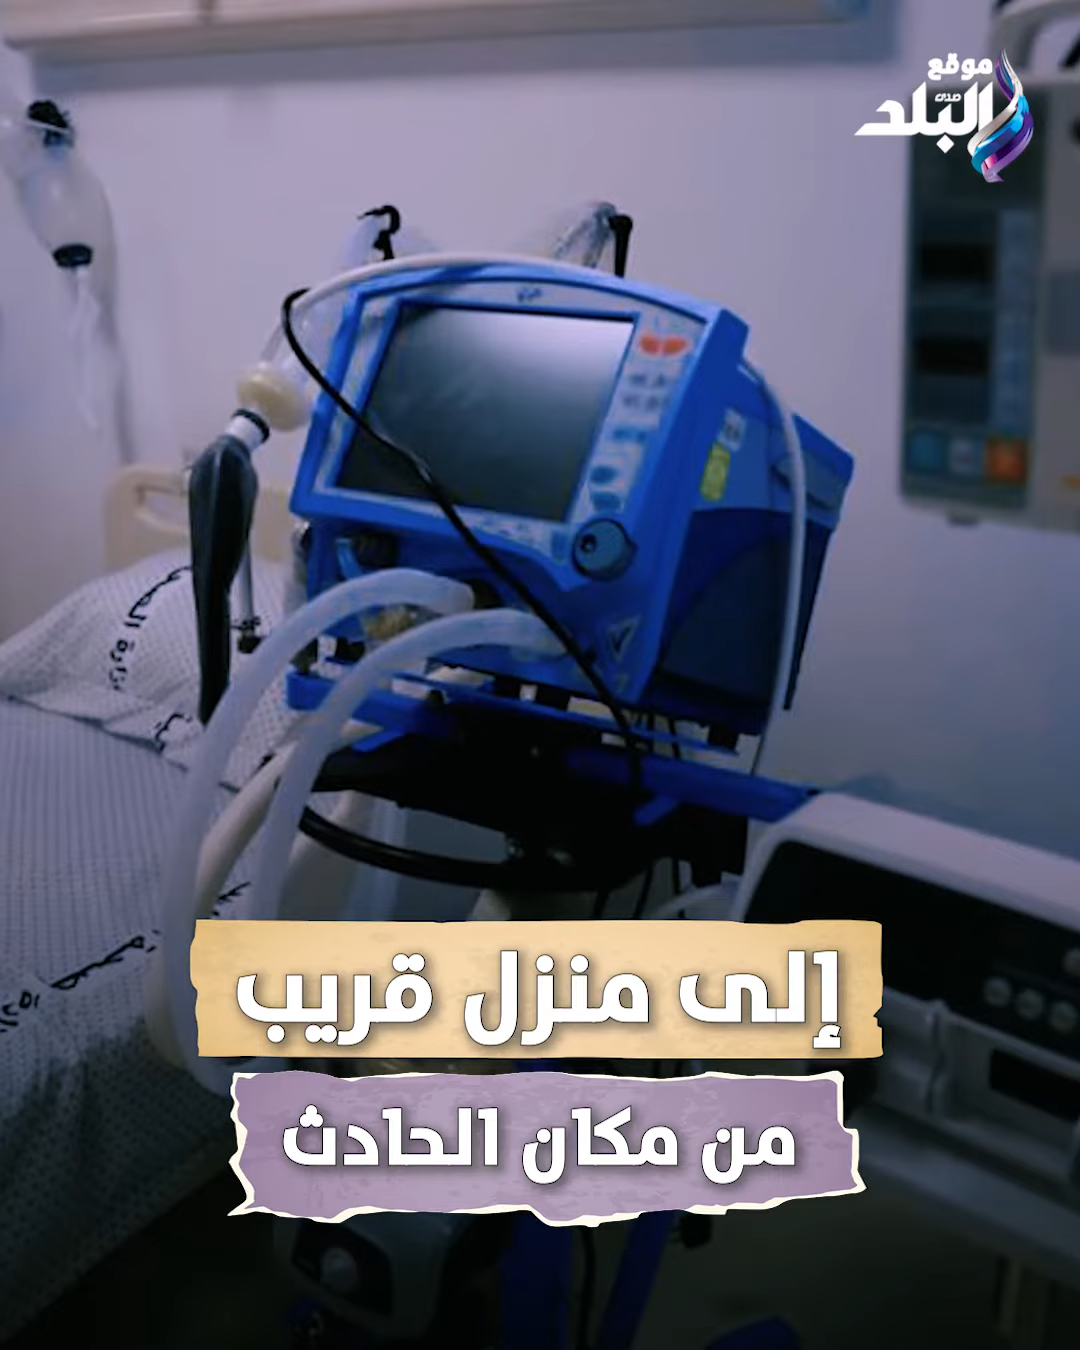 موقع
صدى
البلد
إلى منزل قريب
من مكان الحادث